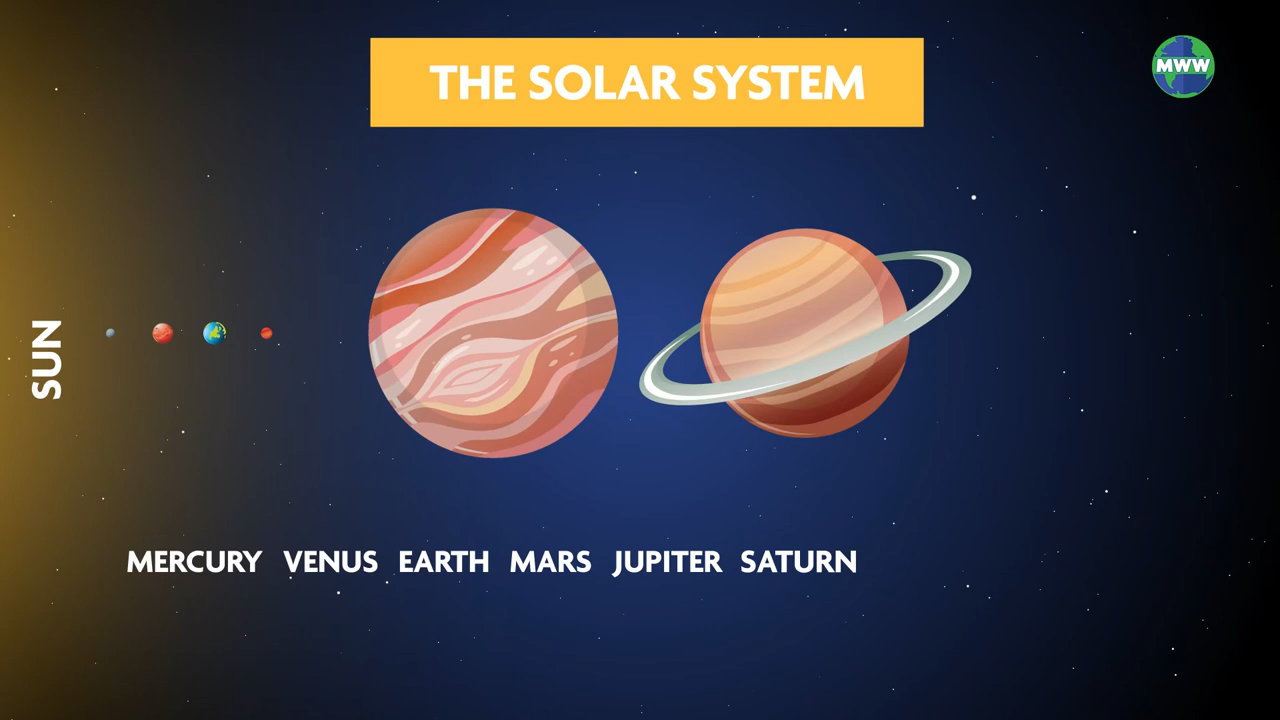 THE SOLAR SYSTEM
MWW
SUN
MERCURY VENUS EARTH MARS JUPITER SATURN